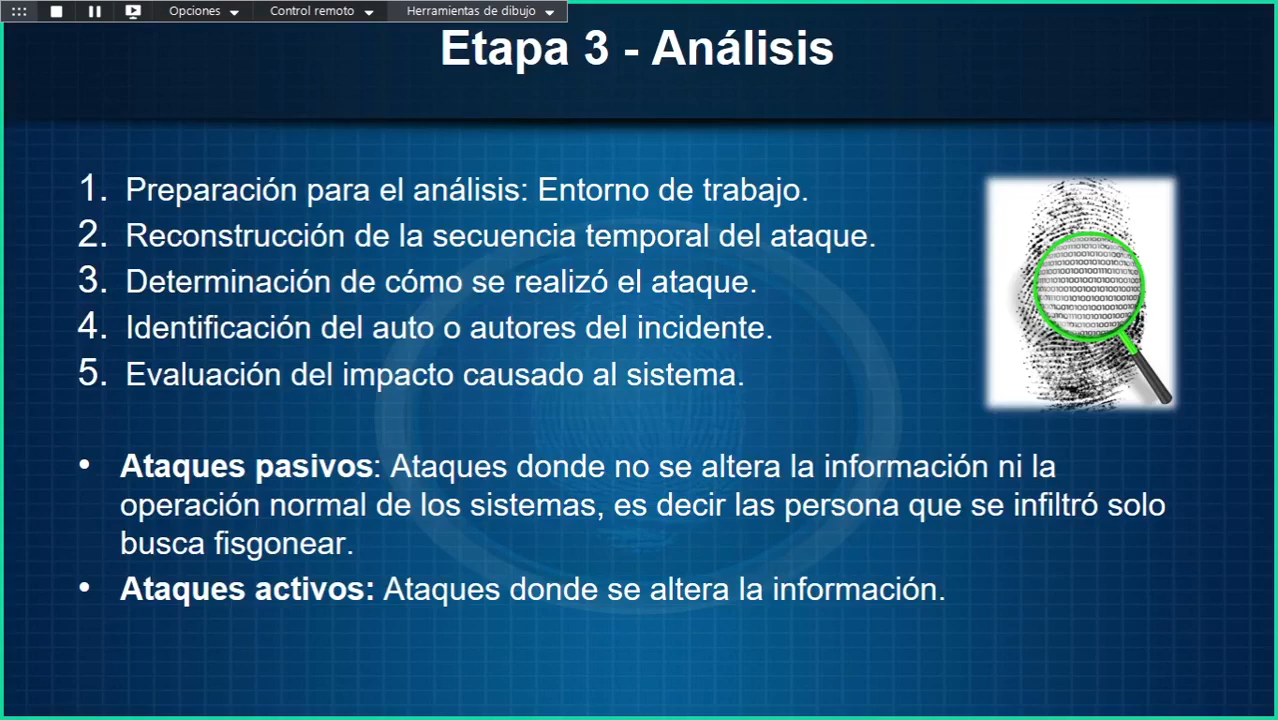 Opciones Control remoto Herramientas de dibujo
Etapa 3 - Análisis
1. Preparación para el análisis: Entorno de trabajo.
2. Reconstrucción de la secuencia temporal del ataque.
3. Determinación de cómo se realizó el ataque.
4. Identificación del auto o autores del incidente.
5. Evaluación del impacto causado al sistema.
• Ataques pasivos: Ataques donde no se altera la información ni la
operación normal de los sistemas, es decir las persona que se infiltró solo
busca fisgonear.
• Ataques activos: Ataques donde se altera la información.